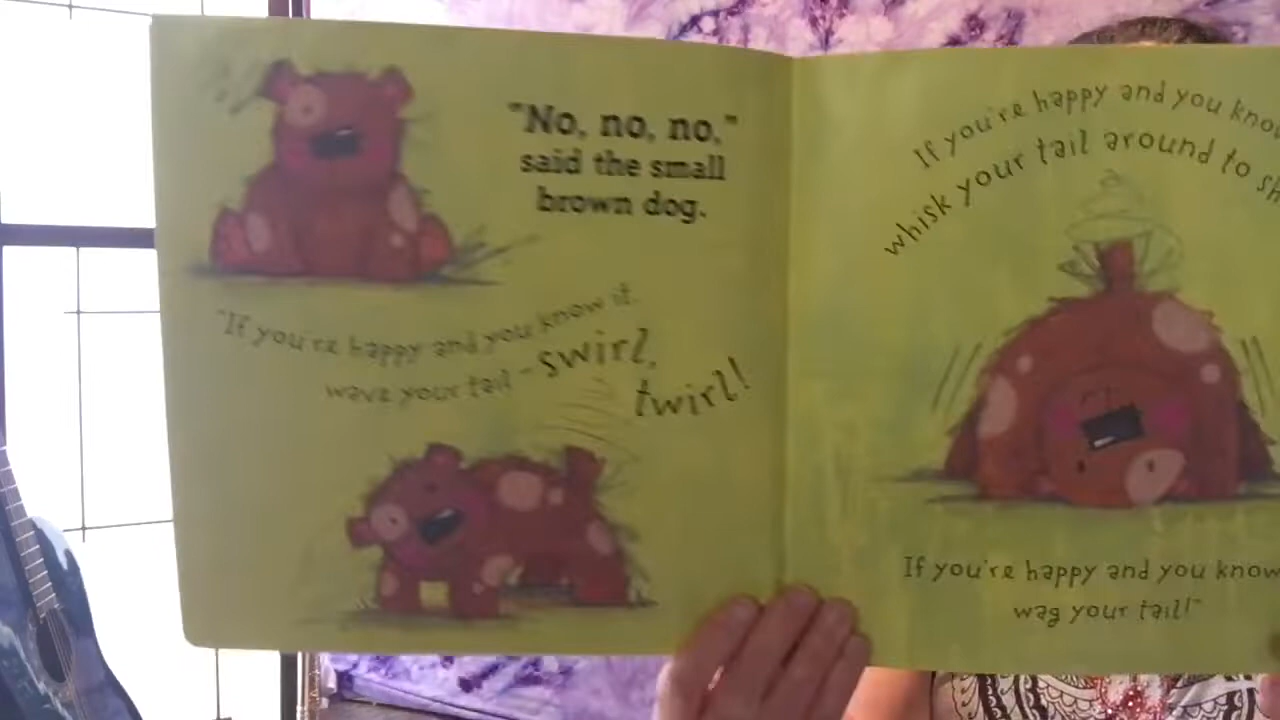 "No, no, no,"
said the small
brown dog.
"If you're happy and you know it,
wave your tail - swirl,
twirl!
If you're happy and you know
whisk your tail around to sh
If you're happy and you know
wag your tail!"